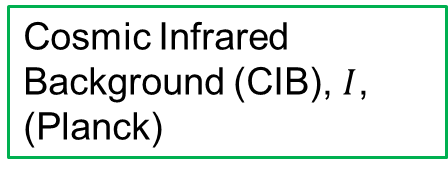 Cosmic Infrared
Background (CIB), I,
(Planck)